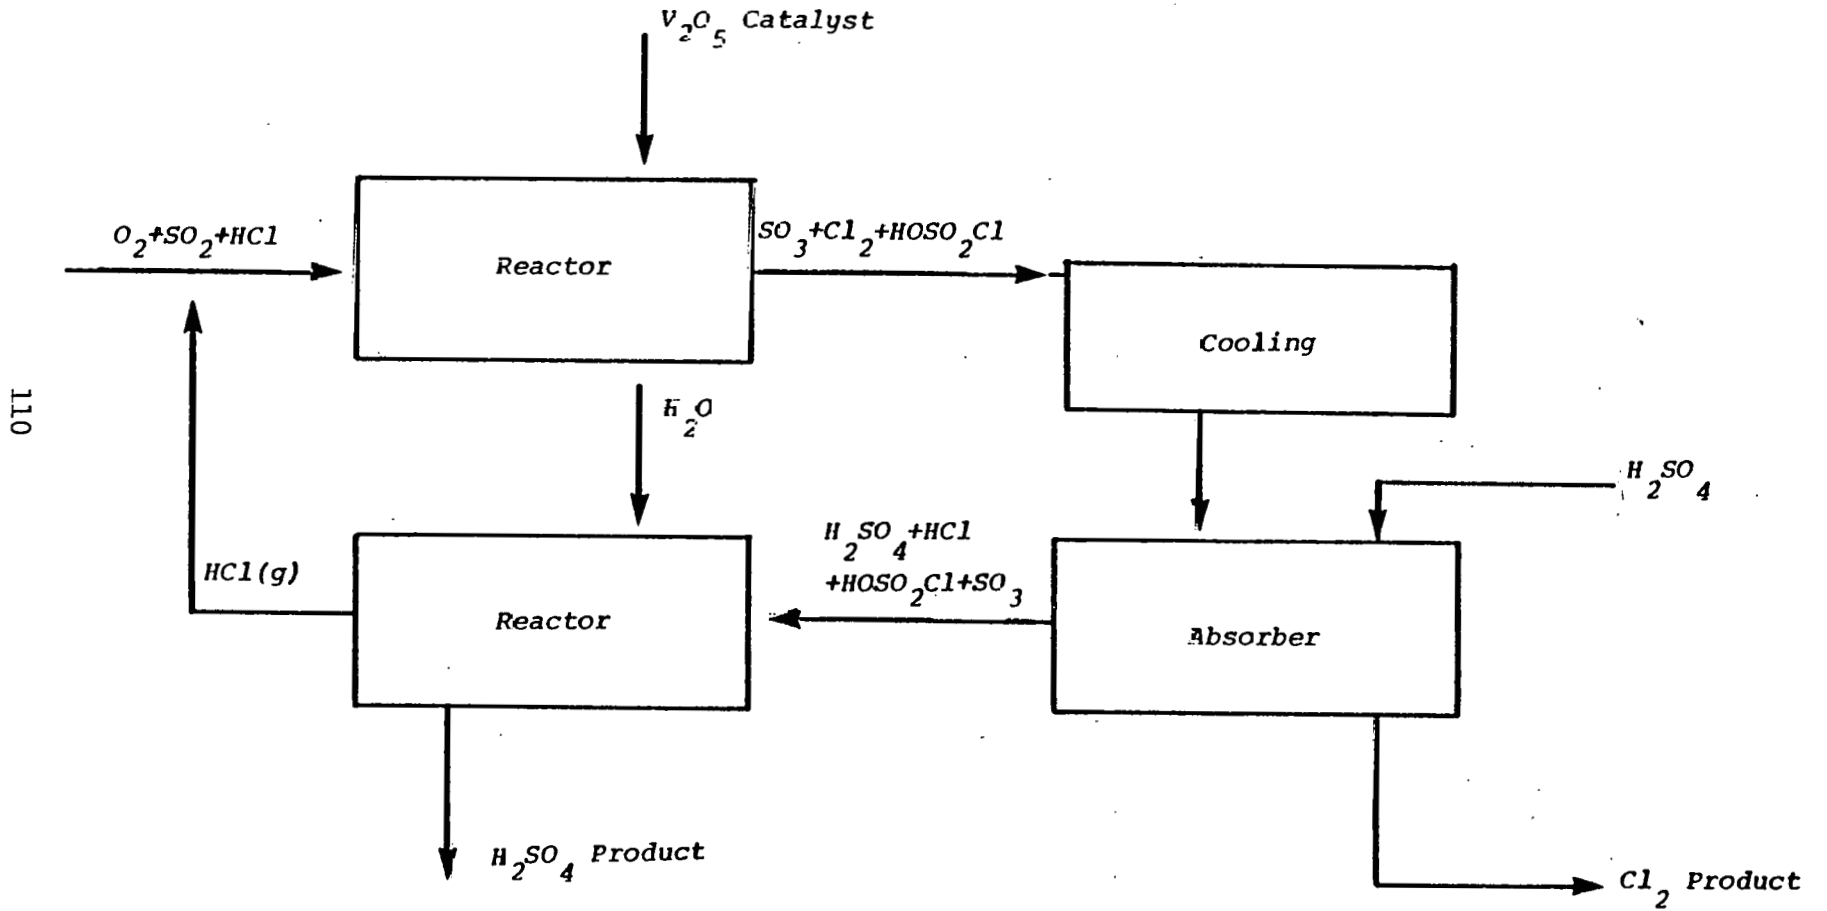 V₂O₅ Catalyst
O₂+SO₂+HCl
Reactor
SO₃+Cl₂+HOSO₂Cl
Cooling
H₂O
H₂SO₄
H₂SO₄+HCl
+HOSO₂Cl+SO₃
HCl(g)
Reactor
Absorber
H₂SO₄ Product
Cl₂ Product
110